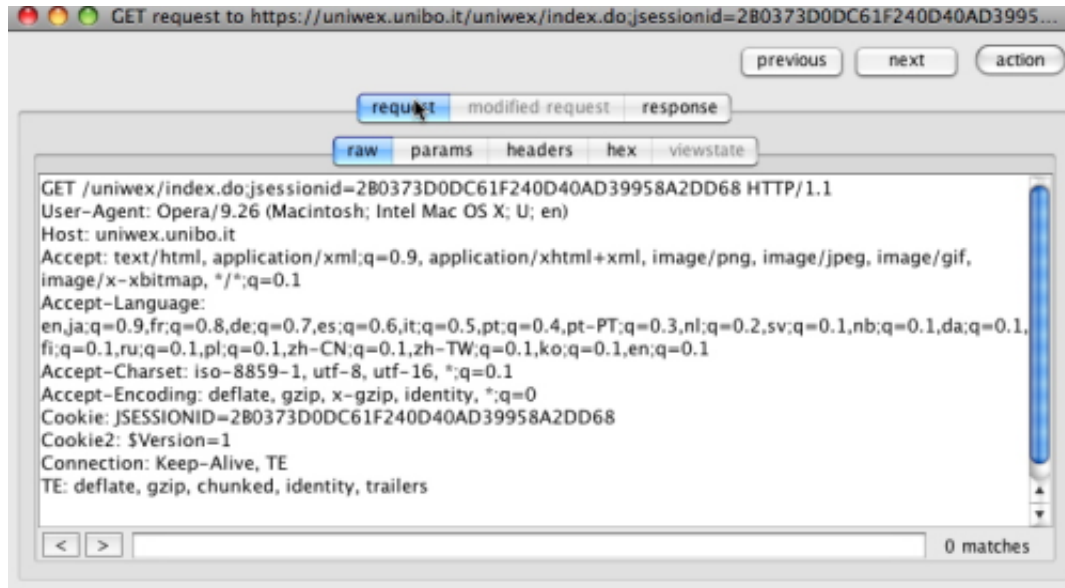 GET request to https://uniwex.unibo.it/uniwex/index.do;jsessionid=2B0373D0DC61F240D40AD3995...
previous next action
request modified request response
raw params headers hex viewstate
GET /uniwex/index.do;jsessionid=2B0373D0DC61F240D40AD39958A2DD68 HTTP/1.1
User-Agent: Opera/9.26 (Macintosh; Intel Mac OS X; U; en)
Host: uniwex.unibo.it
Accept: text/html, application/xml;q=0.9, application/xhtml+xml, image/png, image/jpeg, image/gif,
image/x-xbitmap, */*;q=0.1
Accept-Language:
en,ja;q=0.9,fr;q=0.8,de;q=0.7,es;q=0.6,it;q=0.5,pt;q=0.4,pt-PT;q=0.3,nl;q=0.2,sv;q=0.1,nb;q=0.1,da;q=0.1,
fi;q=0.1,ru;q=0.1,pl;q=0.1,zh-CN;q=0.1,zh-TW;q=0.1,ko;q=0.1,en;q=0.1
Accept-Charset: iso-8859-1, utf-8, utf-16, *;q=0.1
Accept-Encoding: deflate, gzip, x-gzip, identity, *;q=0
Cookie: JSESSIONID=2B0373D0DC61F240D40AD39958A2DD68
Cookie2: $Version=1
Connection: Keep-Alive, TE
TE: deflate, gzip, chunked, identity, trailers
< > 0 matches